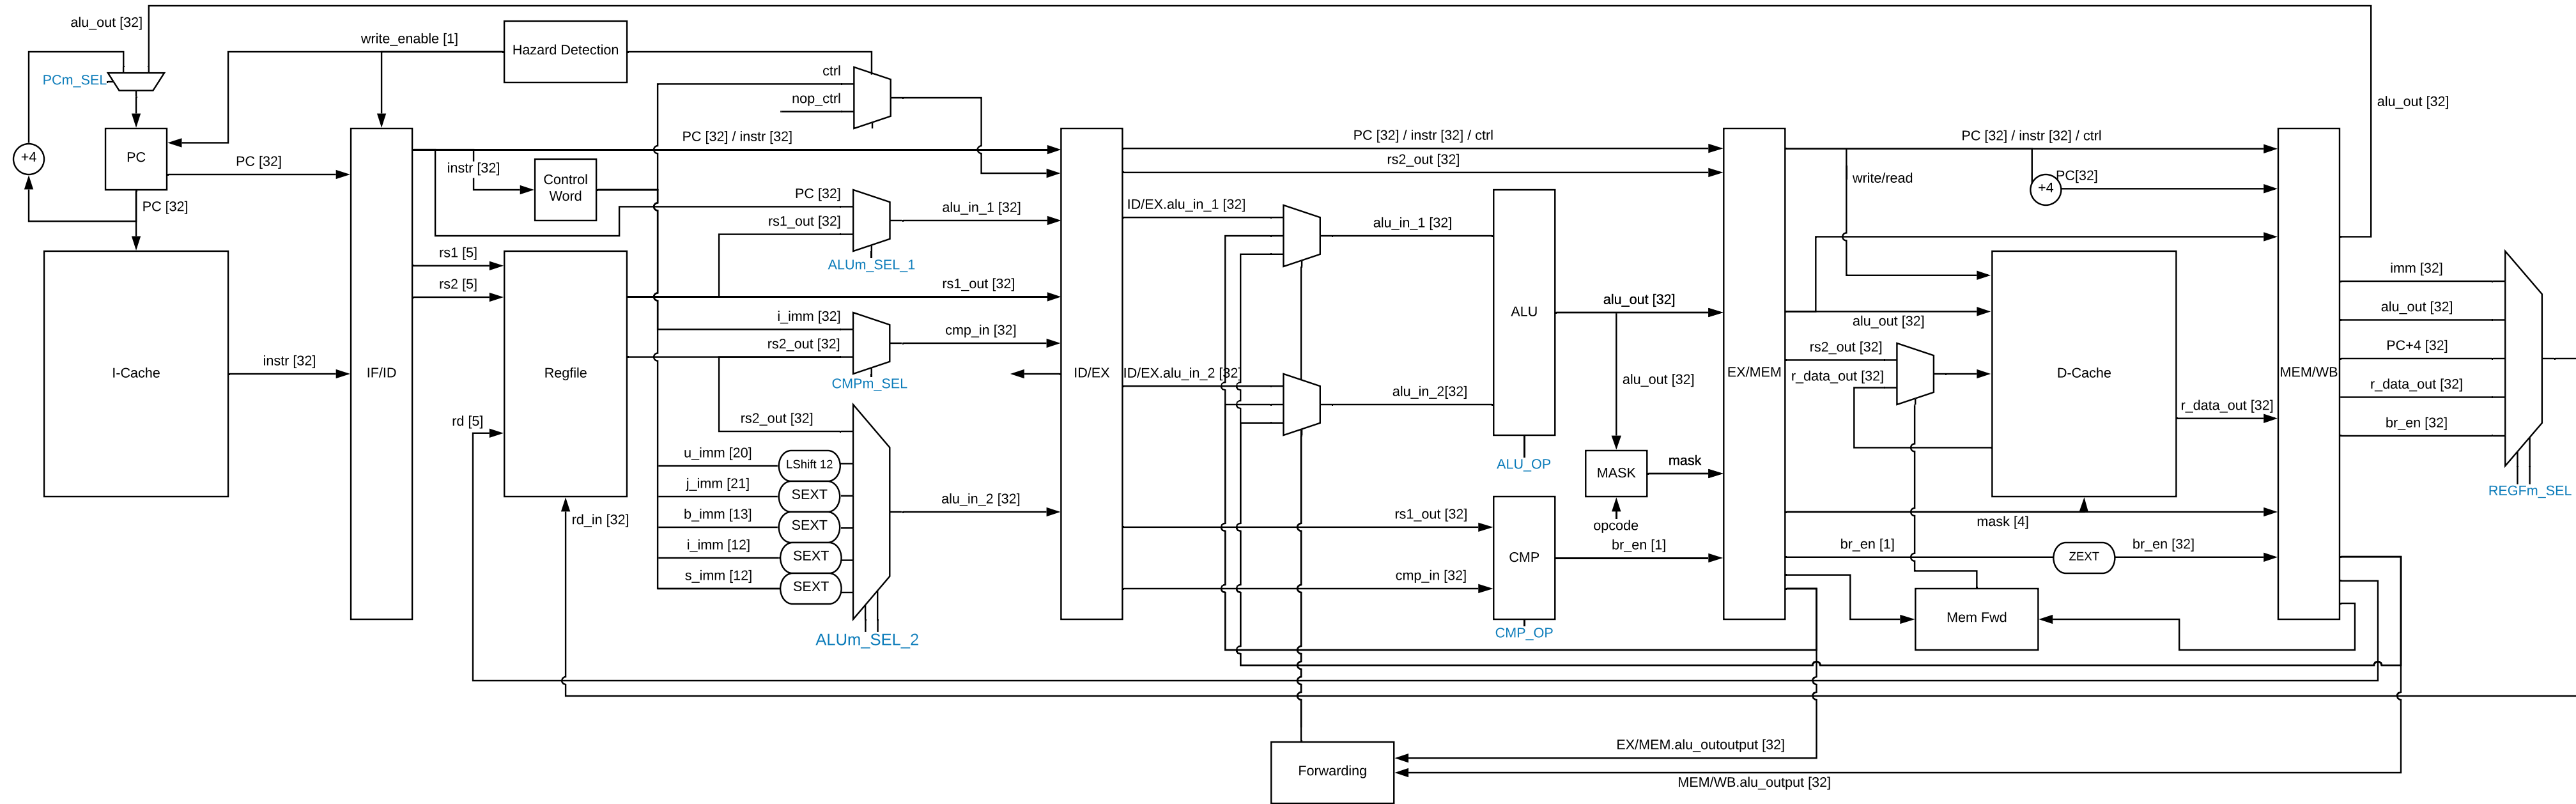 alu_out [32]
write_enable [1]
Hazard Detection
PCm_SEL
ctrl
nop_ctrl
alu_out [32]
+4
PC
PC [32]
PC [32]
PC [32] / instr [32]
instr [32]
Control
Word
PC [32]
rs1_out [32]
alu_in_1 [32]
ALUm_SEL_1
PC [32] / instr [32] / ctrl
rs2_out [32]
ID/EX.alu_in_1 [32]
alu_in_1 [32]
PC [32] / instr [32] / ctrl
write/read
+4
PC[32]
rs1 [5]
rs2 [5]
rs1_out [32]
i_imm [32]
rs2_out [32]
cmp_in [32]
CMPm_SEL
I-Cache
instr [32]
IF/ID
Regfile
rd [5]
rd_in [32]
rs2_out [32]
u_imm [20]
LShift 12
j_imm [21]
SEXT
b_imm [13]
SEXT
i_imm [12]
SEXT
s_imm [12]
SEXT
alu_in_2 [32]
ALUm_SEL_2
ID/EX
ID/EX.alu_in_2 [32]
alu_in_2[32]
ALU
ALU_OP
alu_out [32]
alu_out [32]
MASK
mask
opcode
rs1_out [32]
cmp_in [32]
CMP
br_en [1]
CMP_OP
EX/MEM
alu_out [32]
rs2_out [32]
r_data_out [32]
D-Cache
r_data_out [32]
mask [4]
br_en [1]
ZEXT
br_en [32]
Mem Fwd
MEM/WB
imm [32]
alu_out [32]
PC+4 [32]
r_data_out [32]
br_en [32]
REGFm_SEL
Forwarding
EX/MEM.alu_outoutput [32]
MEM/WB.alu_output [32]